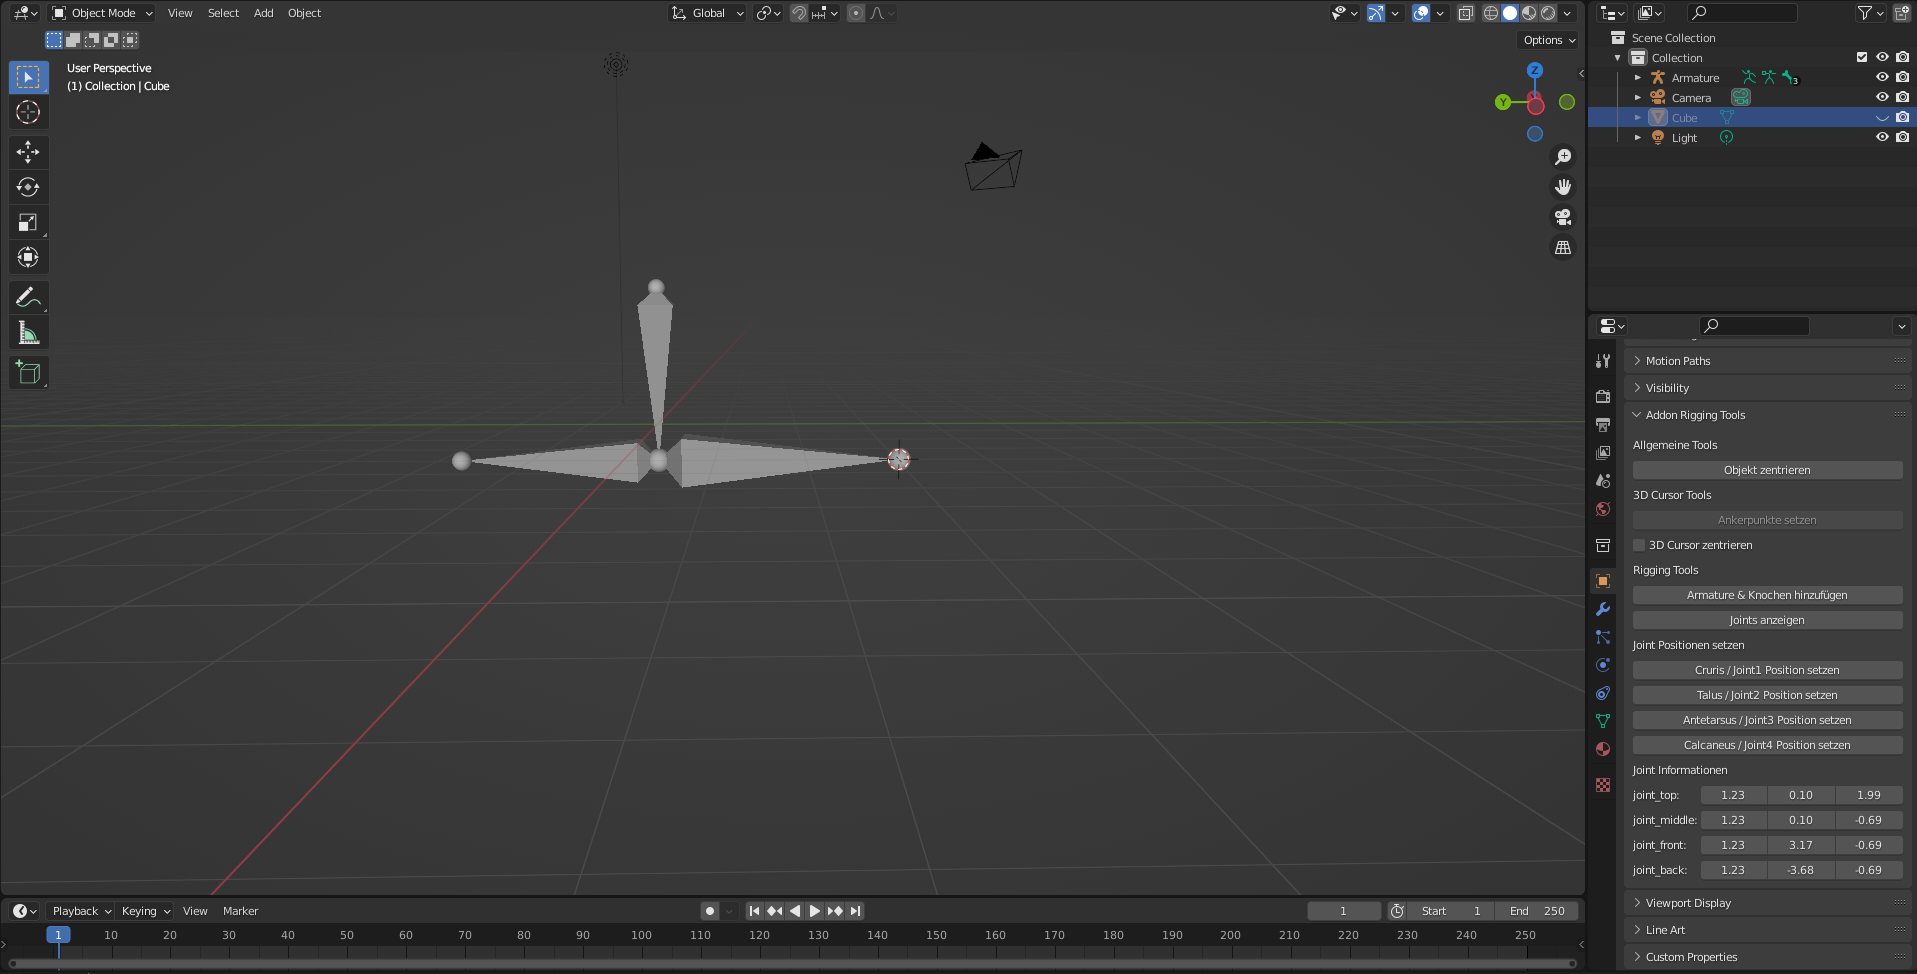 Object Mode View Select Add Object Global
Options
User Perspective
(1) Collection | Cube
Z
Y
Scene Collection
Collection
Armature 3
Camera
Cube
Light
Motion Paths
Visibility
Addon Rigging Tools
Allgemeine Tools
Objekt zentrieren
3D Cursor Tools
Ankerpunkte setzen
3D Cursor zentrieren
Rigging Tools
Armature & Knochen hinzufügen
Joints anzeigen
Joint Positionen setzen
Cruris / Joint1 Position setzen
Talus / Joint2 Position setzen
Antetarsus / Joint3 Position setzen
Calcaneus / Joint4 Position setzen
Joint Informationen
joint_top: 1.23 0.10 1.99
joint_middle: 1.23 0.10 -0.69
joint_front: 1.23 3.17 -0.69
joint_back: 1.23 -3.68 -0.69
Viewport Display
Line Art
Custom Properties
Playback Keying View Marker 1 Start 1 End 250
1 10 20 30 40 50 60 70 80 90 100 110 120 130 140 150 160 170 180 190 200 210 220 230 240 250